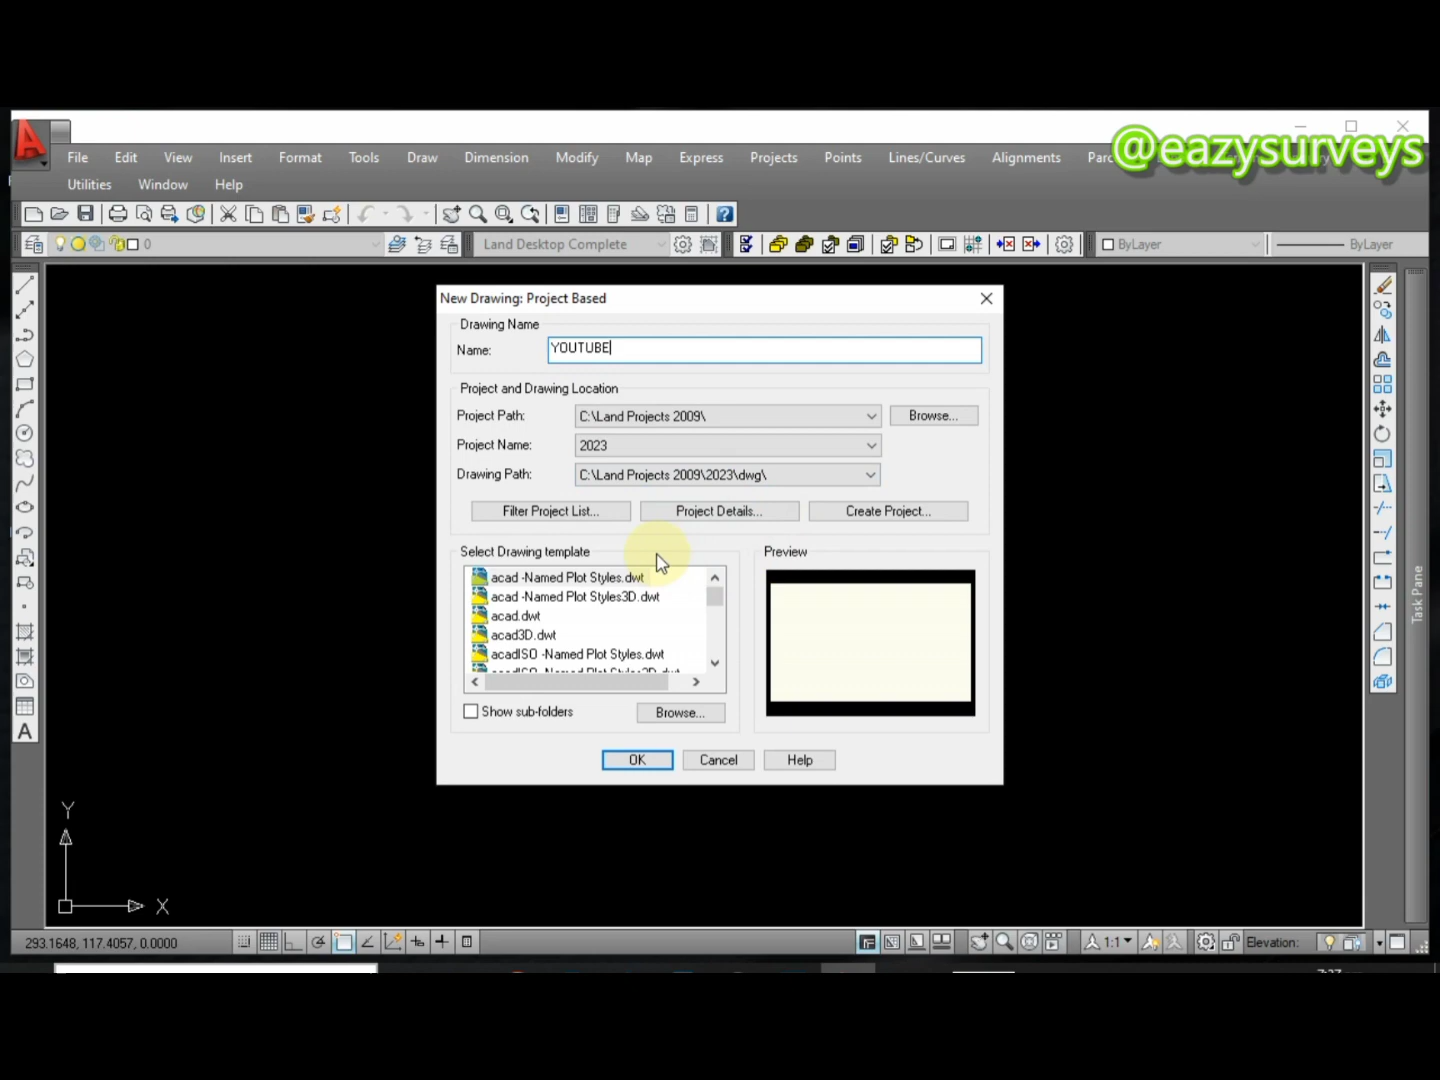 @eazysurveys
File Edit View Insert Format Tools Draw Dimension Modify Map Express Projects Points Lines/Curves Alignments
Utilities Window Help
0 Land Desktop Complete ByLayer ByLayer
New Drawing: Project Based
Drawing Name
Name: YOUTUBE
Project and Drawing Location
Project Path: C:\Land Projects 2009\ Browse...
Project Name: 2023
Drawing Path: C:\Land Projects 2009\2023\dwg\
Filter Project List... Project Details... Create Project...
Select Drawing template Preview
acad -Named Plot Styles.dwt
acad -Named Plot Styles3D.dwt
acad.dwt
acad3D.dwt
acadISO -Named Plot Styles.dwt
Show sub-folders Browse...
OK Cancel Help
Task Pane
Y
X
A
293.1648, 117.4057, 0.0000 1:1 Elevation: